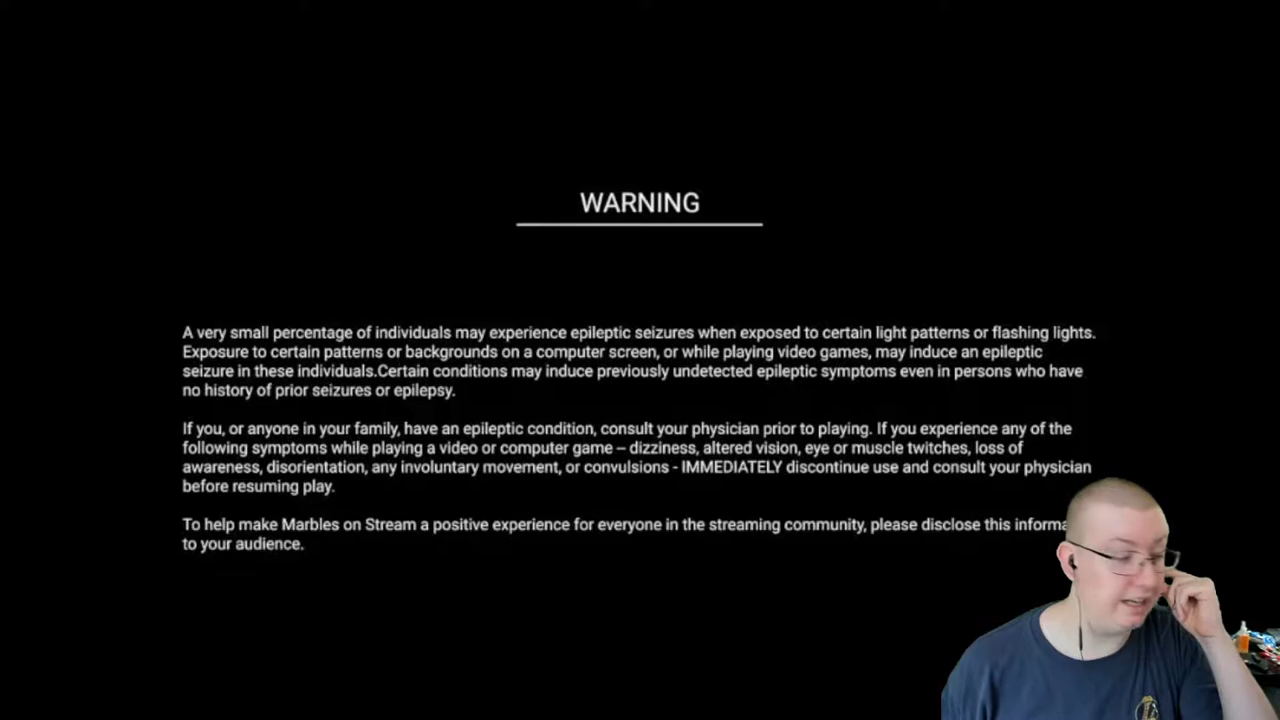 WARNING
A very small percentage of individuals may experience epileptic seizures when exposed to certain light patterns or flashing lights.
Exposure to certain patterns or backgrounds on a computer screen, or while playing video games, may induce an epileptic
seizure in these individuals.Certain conditions may induce previously undetected epileptic symptoms even in persons who have
no history of prior seizures or epilepsy.
If you, or anyone in your family, have an epileptic condition, consult your physician prior to playing. If you experience any of the
following symptoms while playing a video or computer game – dizziness, altered vision, eye or muscle twitches, loss of
awareness, disorientation, any involuntary movement, or convulsions - IMMEDIATELY discontinue use and consult your physician
before resuming play.
To help make Marbles on Stream a positive experience for everyone in the streaming community, please disclose this
to your audience.